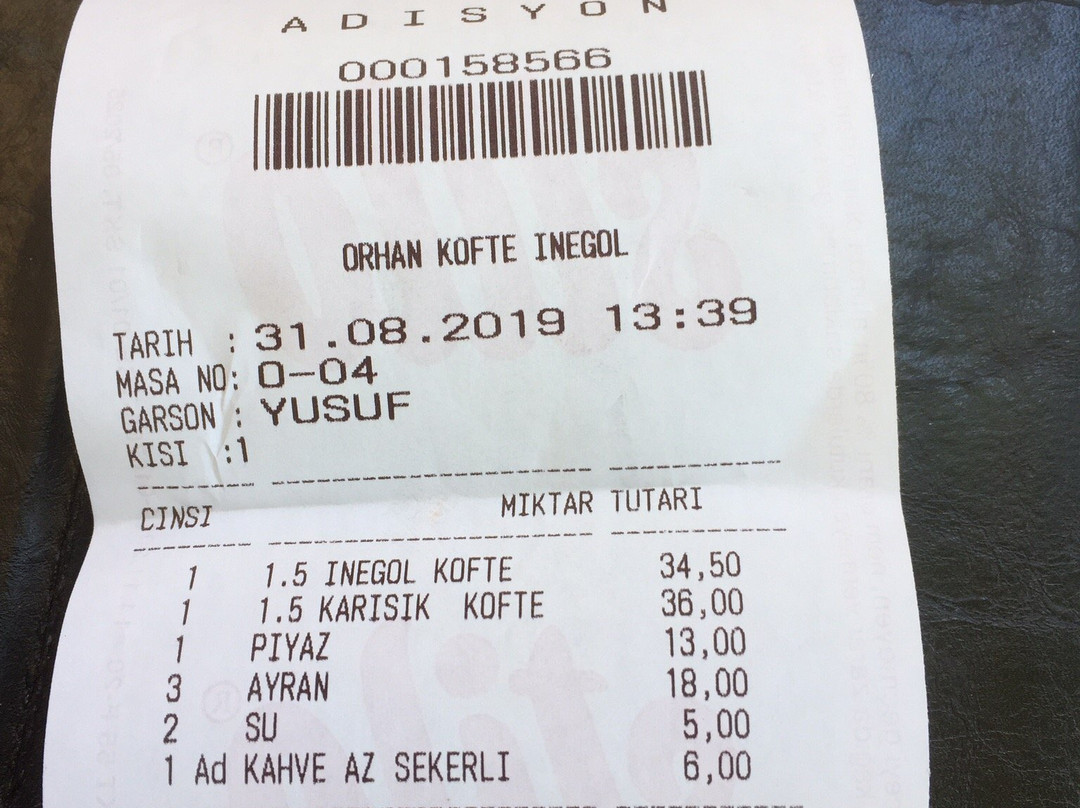 ADISYON
000158566
ORHAN KOFTE INEGOL
TARIH : 31.08.2019 13:39
MASA NO: O-04
GARSON : YUSUF
KISI :1
CINSI MIKTAR TUTARI
1 1.5 INEGOL KOFTE 34,50
1 1.5 KARISIK KOFTE 36,00
1 PIYAZ 13,00
3 AYRAN 18,00
2 SU 5,00
1 Ad KAHVE AZ SEKERLI 6,00